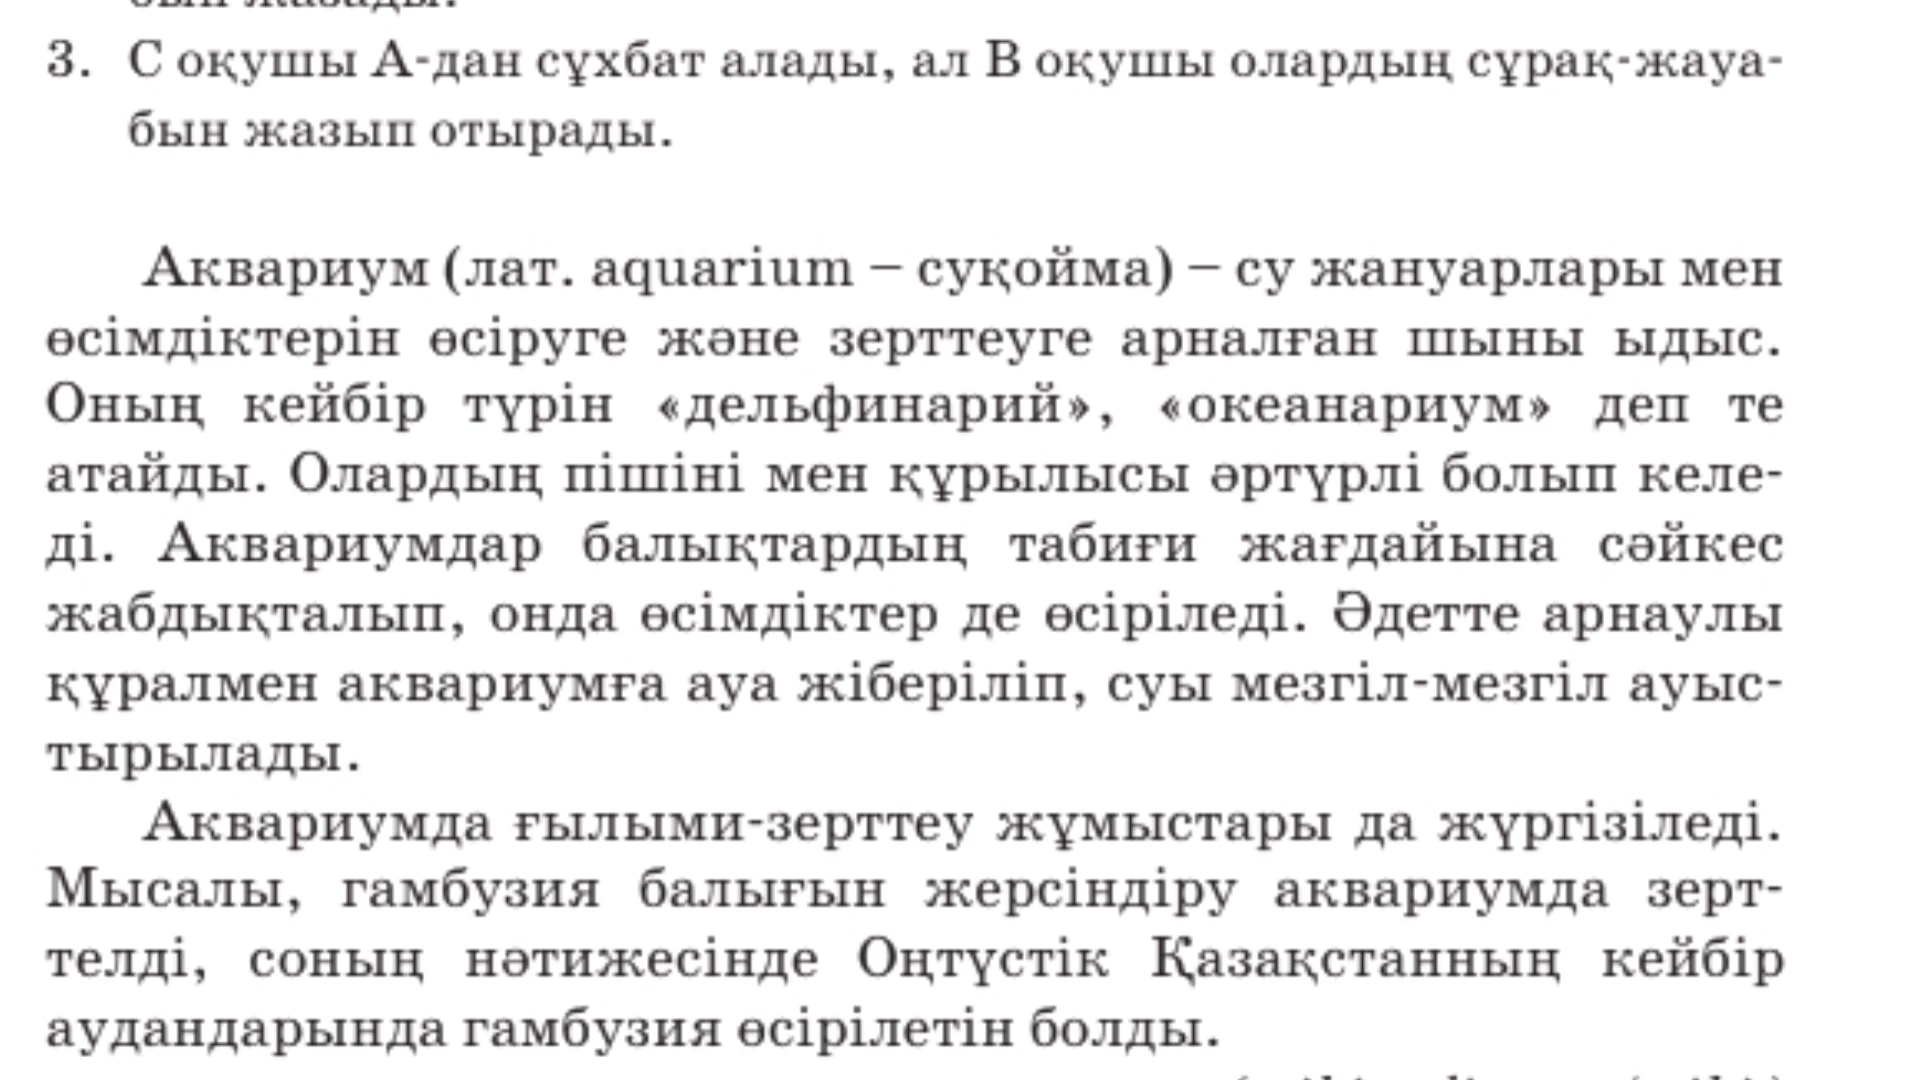 3. С оқушы А-дан сұхбат алады, ал В оқушы олардың сұрақ-жауа-
бын жазып отырады.
Аквариум (лат. aquarium – суқойма) – су жануарлары мен
өсімдіктерін өсіруге және зерттеуге арналған шыны ыдыс.
Оның кейбір түрін «дельфинарий», «океанариум» деп те
атайды. Олардың пішіні мен құрылысы әртүрлі болып келе-
ді. Аквариумдар балықтардың табиғи жағдайына сәйкес
жабдықталып, онда өсімдіктер де өсіріледі. Әдетте арнаулы
құралмен аквариумға ауа жіберіліп, суы мезгіл-мезгіл ауыс-
тырылады.
Аквариумда ғылыми-зерттеу жұмыстары да жүргізіледі.
Мысалы, гамбузия балығын жерсіндіру аквариумда зерт-
телді, соның нәтижесінде Оңтүстік Қазақстанның кейбір
аудандарында гамбузия өсірілетін болды.